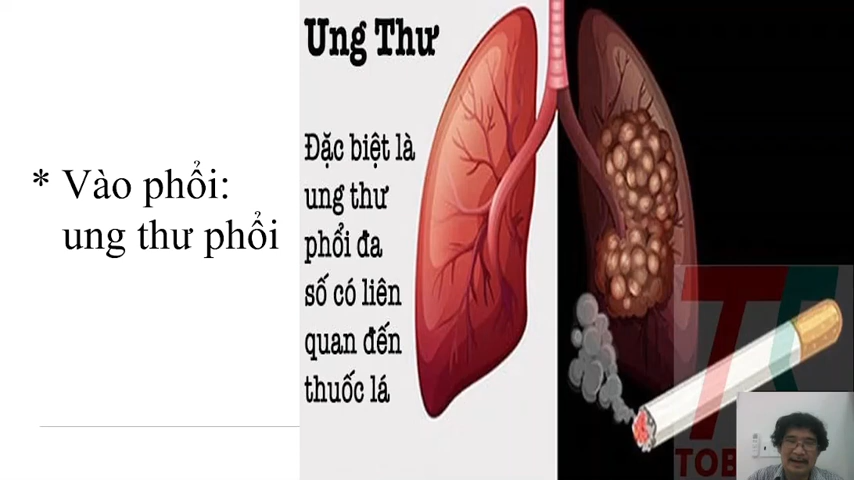 * Vào phổi:
ung thư phổi
Ung Thư
Đặc biệt là
ung thư
phổi đa
số có liên
quan đến
thuốc lá